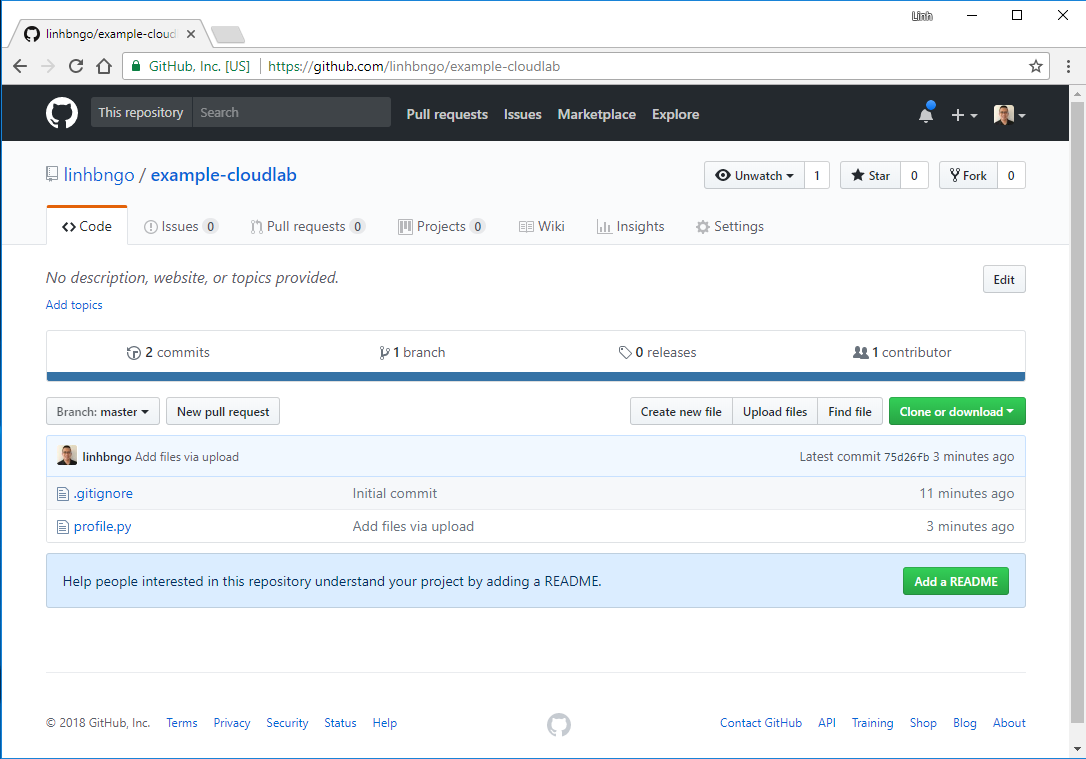 Linh
linhbngo/example-cloud
GitHub, Inc. [US] https://github.com/linhbngo/example-cloudlab
This repository Search Pull requests Issues Marketplace Explore
linhbngo / example-cloudlab Unwatch 1 Star 0 Fork 0
Code Issues 0 Pull requests 0 Projects 0 Wiki Insights Settings
No description, website, or topics provided. Edit
Add topics
2 commits 1 branch 0 releases 1 contributor
Branch: master New pull request Create new file Upload files Find file Clone or download
linhbngo Add files via upload Latest commit 75d26fb 3 minutes ago
.gitignore Initial commit 11 minutes ago
profile.py Add files via upload 3 minutes ago
Help people interested in this repository understand your project by adding a README. Add a README
© 2018 GitHub, Inc. Terms Privacy Security Status Help Contact GitHub API Training Shop Blog About